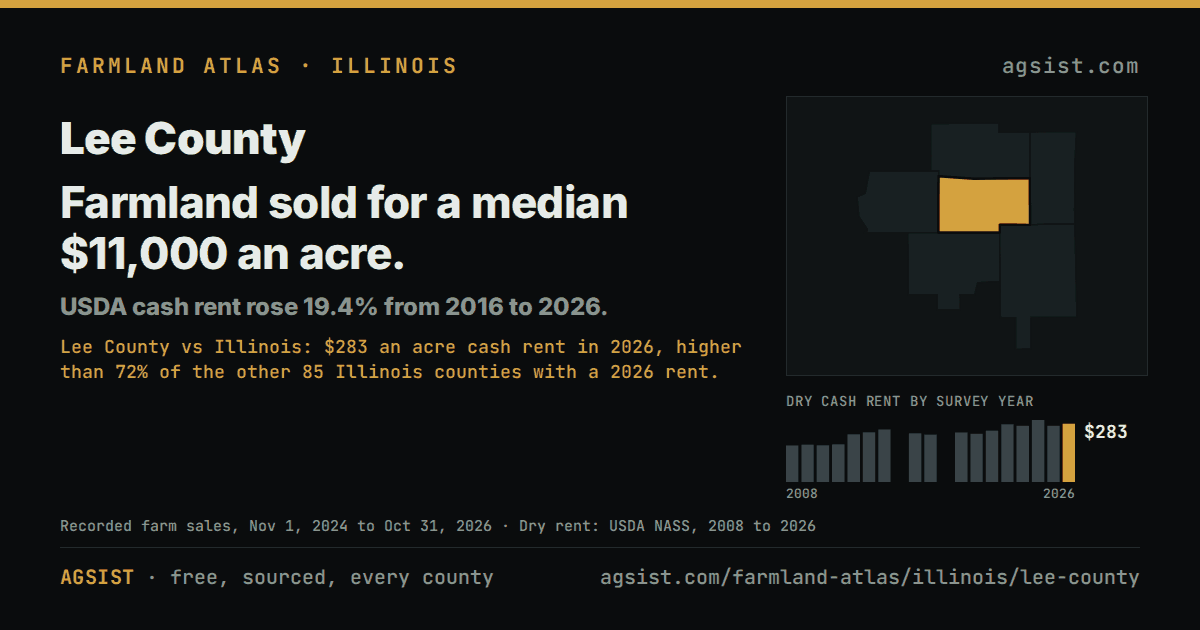 FARMLAND ATLAS · ILLINOIS
agsist.com
Lee County
Farmland sold for a median
$11,000 an acre.
USDA cash rent rose 19.4% from 2016 to 2026.
Lee County vs Illinois: $283 an acre cash rent in 2026, higher
than 72% of the other 85 Illinois counties with a 2026 rent.
DRY CASH RENT BY SURVEY YEAR
$283
2008
2026
Recorded farm sales, Nov 1, 2024 to Oct 31, 2026 · Dry rent: USDA NASS, 2008 to 2026
AGSIST · free, sourced, every county
agsist.com/farmland-atlas/illinois/lee-county